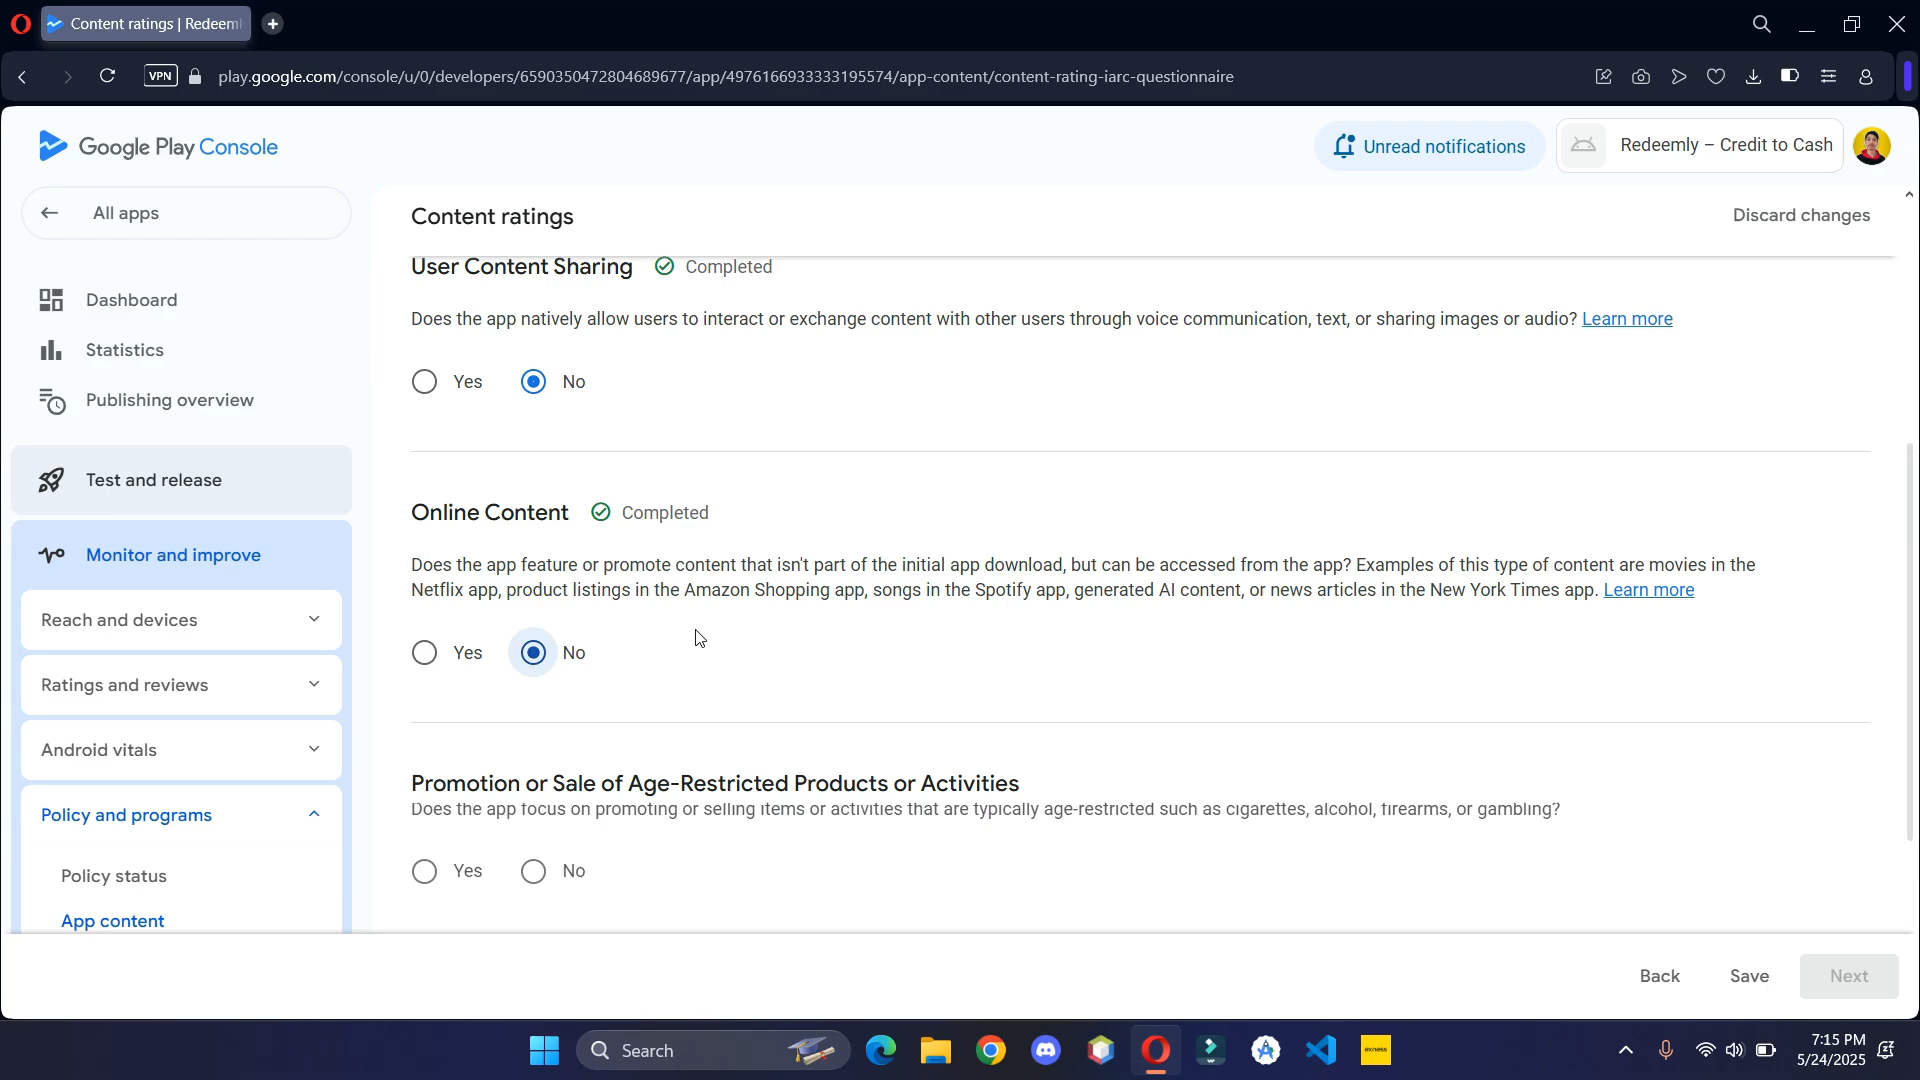 Content ratings | Redeem
VPN
play.google.com/console/u/0/developers/6590350472804689677/app/4976166933333195574/app-content/content-rating-iarc-questionnaire
Google Play Console
Unread notifications
Redeemly – Credit to Cash
All apps
Content ratings
Discard changes
Dashboard
Statistics
Publishing overview
Test and release
Monitor and improve
Reach and devices
Ratings and reviews
Android vitals
Policy and programs
Policy status
App content
User Content Sharing Completed
Does the app natively allow users to interact or exchange content with other users through voice communication, text, or sharing images or audio? Learn more
Yes No
Online Content Completed
Does the app feature or promote content that isn't part of the initial app download, but can be accessed from the app? Examples of this type of content are movies in the
Netflix app, product listings in the Amazon Shopping app, songs in the Spotify app, generated AI content, or news articles in the New York Times app. Learn more
Yes No
Promotion or Sale of Age-Restricted Products or Activities
Does the app focus on promoting or selling items or activities that are typically age-restricted such as cigarettes, alcohol, firearms, or gambling?
Yes No
Back Save Next
Search
exness
7:15 PM
5/24/2025